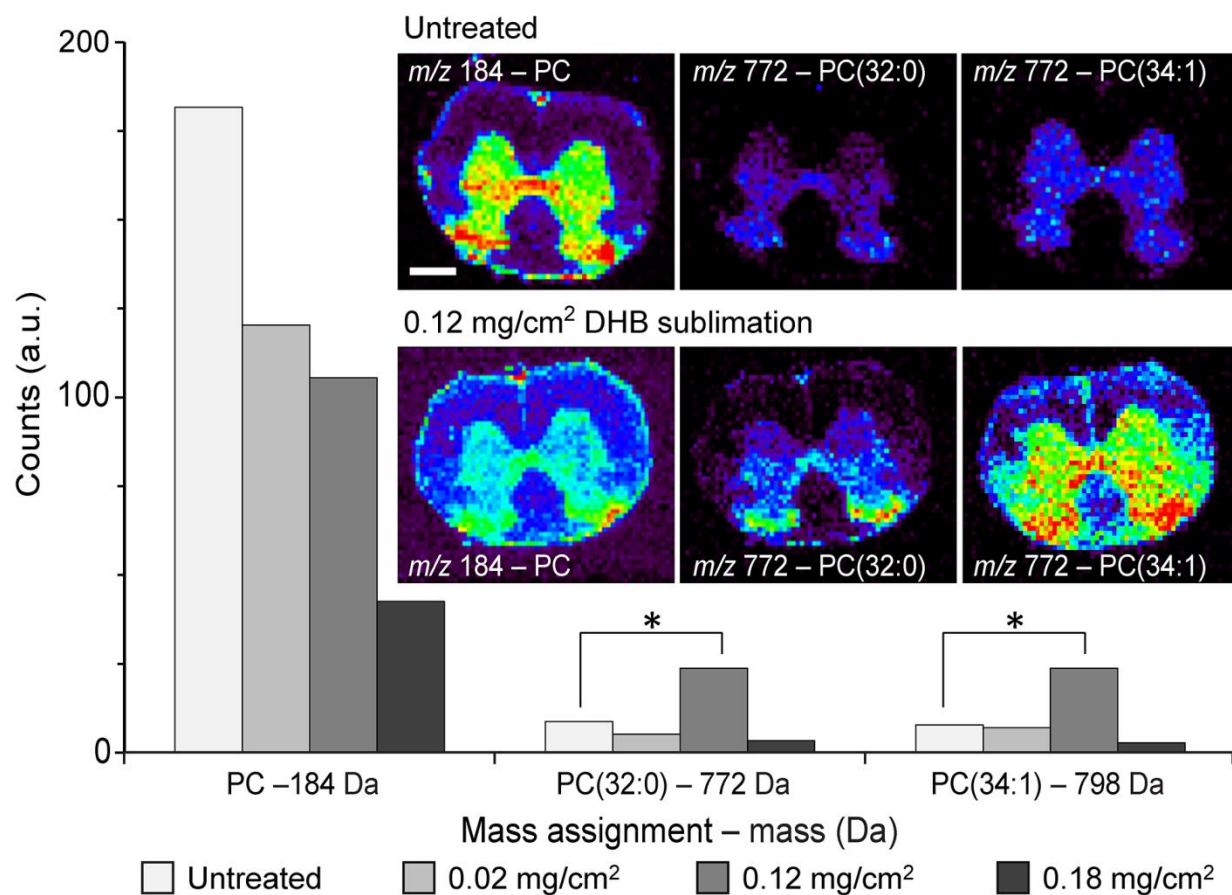 Untreated
m/z 184 – PC
m/z 772 – PC(32:0)
m/z 772 – PC(34:1)
0.12 mg/cm² DHB sublimation
m/z 184 – PC
m/z 772 – PC(32:0)
m/z 772 – PC(34:1)
200
100
0
Counts (a.u.)
*
*
PC –184 Da
PC(32:0) – 772 Da
PC(34:1) – 798 Da
Mass assignment – mass (Da)
Untreated
0.02 mg/cm²
0.12 mg/cm²
0.18 mg/cm²